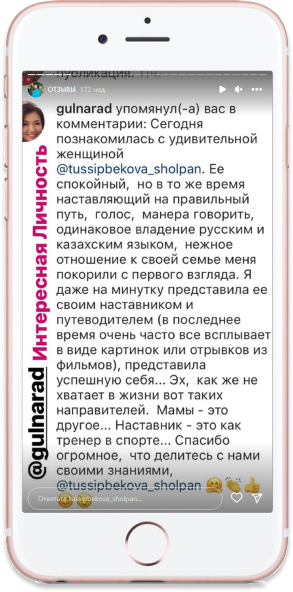 публикация. 11ч.
ОТЗЫВЫ 172 нед.
gulnarad упомянул(-а) вас в
комментарии: Сегодня
познакомилась с удивительной
женщиной
@tussipbekova_sholpan. Ее
спокойный, но в то же время
наставляющий на правильный
путь, голос, манера говорить,
одинаковое владение русским и
казахским языком, нежное
отношение к своей семье меня
покорили с первого взгляда. Я
даже на минутку представила ее
своим наставником и
путеводителем (в последнее
время очень часто все всплывает
в виде картинок или отрывков из
фильмов), представила
успешную себя... Эх, как же не
хватает в жизни вот таких
направителей. Мамы - это
другое... Наставник - это как
тренер в спорте... Спасибо
огромное, что делитесь с нами
своими знаниями,
@tussipbekova_sholpan 🤗👏👍
Ответьте tussipbekova_sholpan...
@gulnarad Интересная Личность